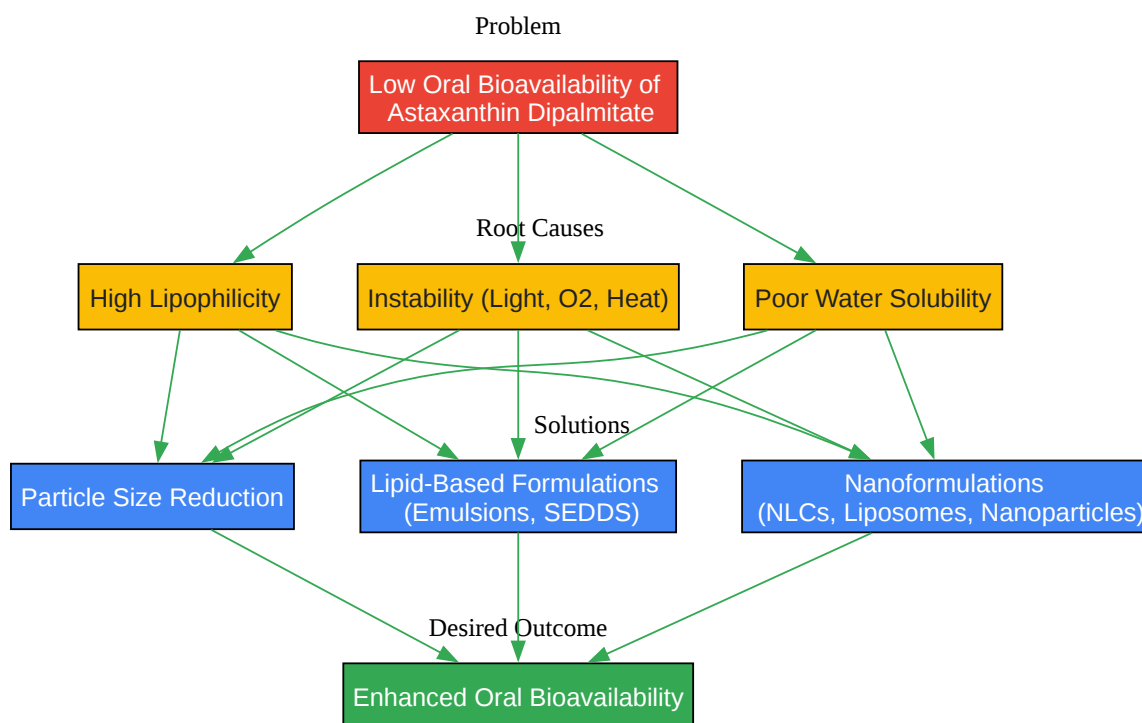 Problem
Low Oral Bioavailability of
Astaxanthin Dipalmitate
Root Causes
High Lipophilicity
Instability (Light, O2, Heat)
Poor Water Solubility
Solutions
Particle Size Reduction
Lipid-Based Formulations
(Emulsions, SEDDS)
Nanoformulations
(NLCs, Liposomes, Nanoparticles)
Desired Outcome
Enhanced Oral Bioavailability